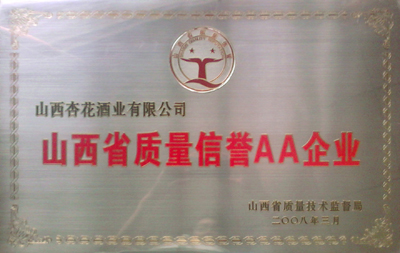 山西杏花酒业有限公司
山西省质量信誉AA企业
山西省质量技术监督局
二〇〇八年三月